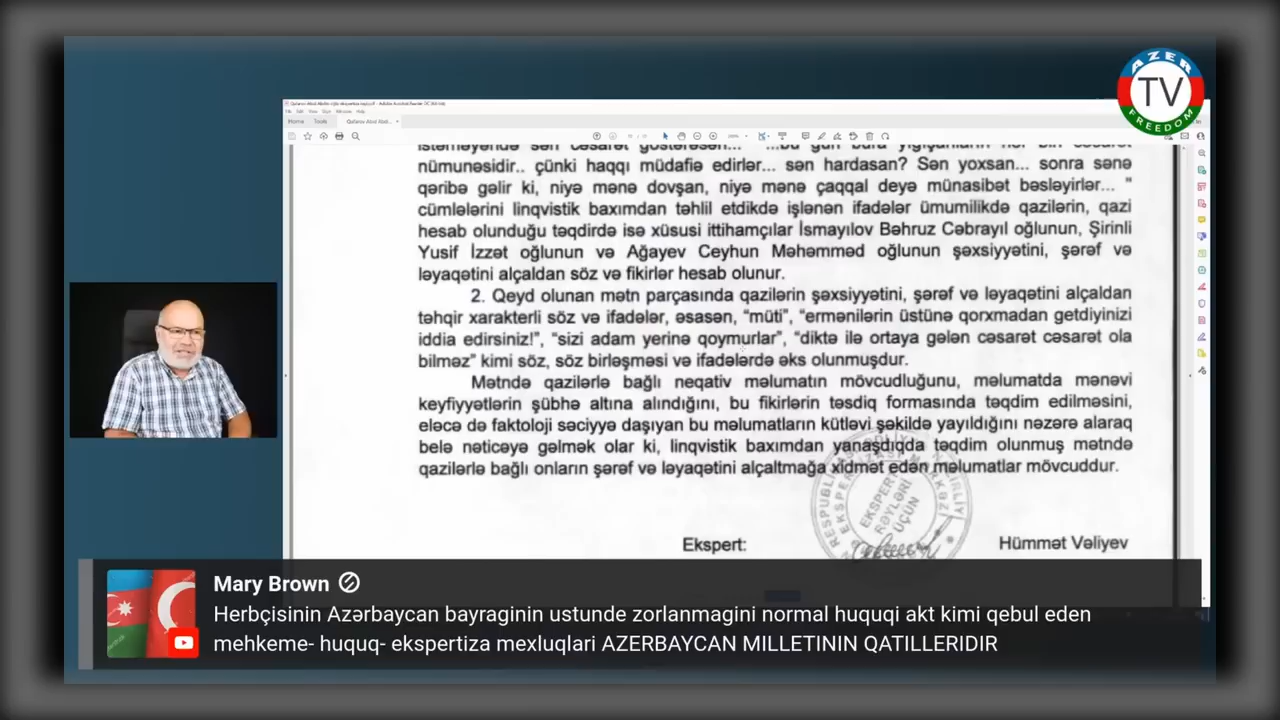 AZER
TV
FREEDOM
Home Tools
nümunəsidir.. çünki haqqı müdafiə edirlər... sən hardasan? Sən yoxsan... sonra sənə
qəribə gəlir ki, niyə mənə dovşan, niyə mənə çaqqal deyə münasibət bəsləyirlər... "
cümlələrini linqvistik baxımdan təhlil etdikdə işlənən ifadələr ümumilikdə qazilərin, qazi
hesab olunduğu təqdirdə isə xüsusi ittihamçılar İsmayılov Bəhruz Cəbrayıl oğlunun, Şirinli
Yusif İzzət oğlunun və Ağayev Ceyhun Məhəmməd oğlunun şəxsiyyətini, şərəf və
ləyaqətini alçaldan söz və fikirlər hesab olunur.
2. Qeyd olunan mətn parçasında qazilərin şəxsiyyətini, şərəf və ləyaqətini alçaldan
təhqir xarakterli söz və ifadələr, əsasən, “müti”, “ermənilərin üstünə qorxmadan getdiyinizi
iddia edirsiniz!”, “sizi adam yerinə qoymurlar”, “diktə ilə ortaya gələn cəsarət cəsarət ola
bilməz” kimi söz, söz birləşməsi və ifadələrdə əks olunmuşdur.
Mətndə qazilərlə bağlı neqativ məlumatın mövcudluğunu, məlumatda mənəvi
keyfiyyətlərin şübhə altına alındığını, bu fikirlərin təsdiq formasında təqdim edilməsini,
eləcə də faktoloji səciyyə daşıyan bu məlumatların kütləvi şəkildə yayıldığını nəzərə alaraq
belə nəticəyə gəlmək olar ki, linqvistik baxımdan yanaşdıqda təqdim olunmuş mətndə
qazilərlə bağlı onların şərəf və ləyaqətini alçaltmağa xidmət edən məlumatlar mövcuddur.
EKSPERT
RƏYLƏRİ
ÜÇÜN
Ekspert: Hümmət Vəliyev
Mary Brown
Herbçisinin Azərbaycan bayraginin ustunde zorlanmagini normal huquqi akt kimi qebul eden
mehkeme- huquq- ekspertiza mexluqlari AZERBAYCAN MILLETININ QATILLERIDIR